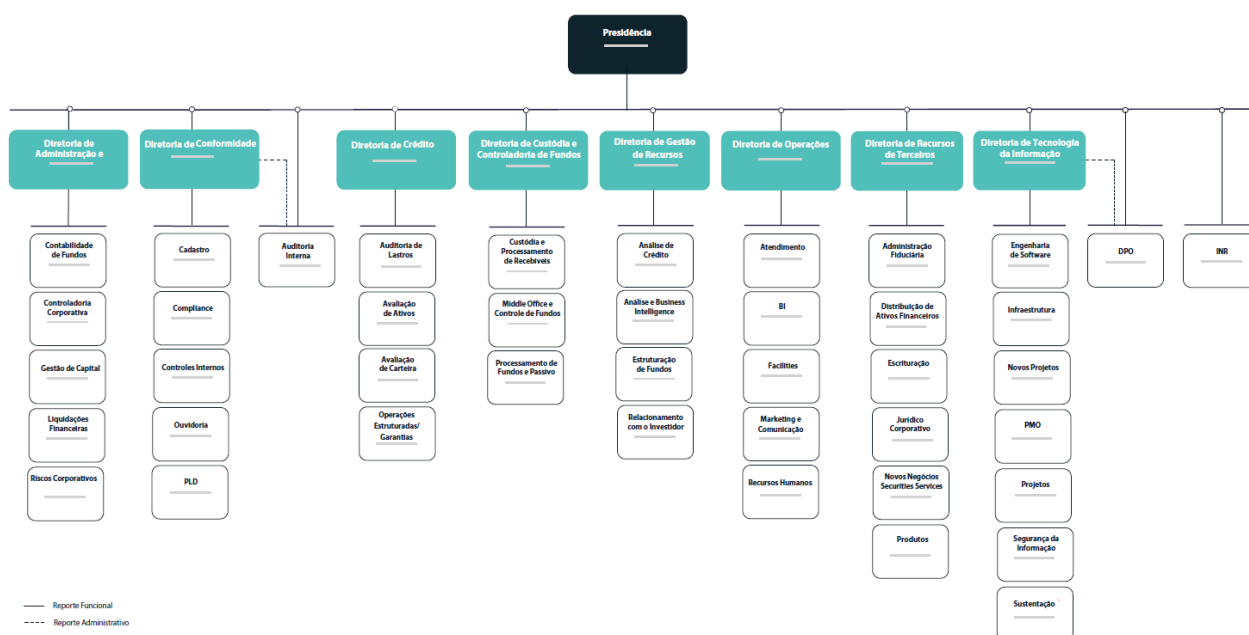 Presidência
Diretoria de
Administração e
Diretoria de Conformidade
Diretoria de Crédito
Diretoria de Custódia e
Controladoria de Fundos
Diretoria de Gestão
de Recursos
Diretoria de Operações
Diretoria de Recursos
de Terceiros
Diretoria de Tecnologia
da Informação
Contabilidade
de Fundos
Controladoria
Corporativa
Gestão de Capital
Liquidações
Financeiras
Riscos Corporativos
Cadastro
Compliance
Controles Internos
Ouvidoria
PLD
Auditoria
Interna
Auditoria de
Lastros
Avaliação
de Ativos
Avaliação
de Carteira
Operações
Estruturadas/
Garantias
Custódia e
Processamento
de Recebíveis
Middle Office e
Controle de Fundos
Processamento de
Fundos e Passivo
Análise de
Crédito
Análise e Business
Intelligence
Estruturação
de Fundos
Relacionamento
com o Investidor
Atendimento
BI
Facilities
Marketing e
Comunicação
Recursos Humanos
Administração
Fiduciária
Distribuição de
Ativos Financeiros
Escrituração
Jurídico
Corporativo
Novos Negócios
Securities Services
Produtos
Engenharia
de Software
Infraestrutura
Novos Projetos
PMO
Projetos
Segurança da
Informação
Sustentação
DPO
INR
Reporte Funcional
Reporte Administrativo